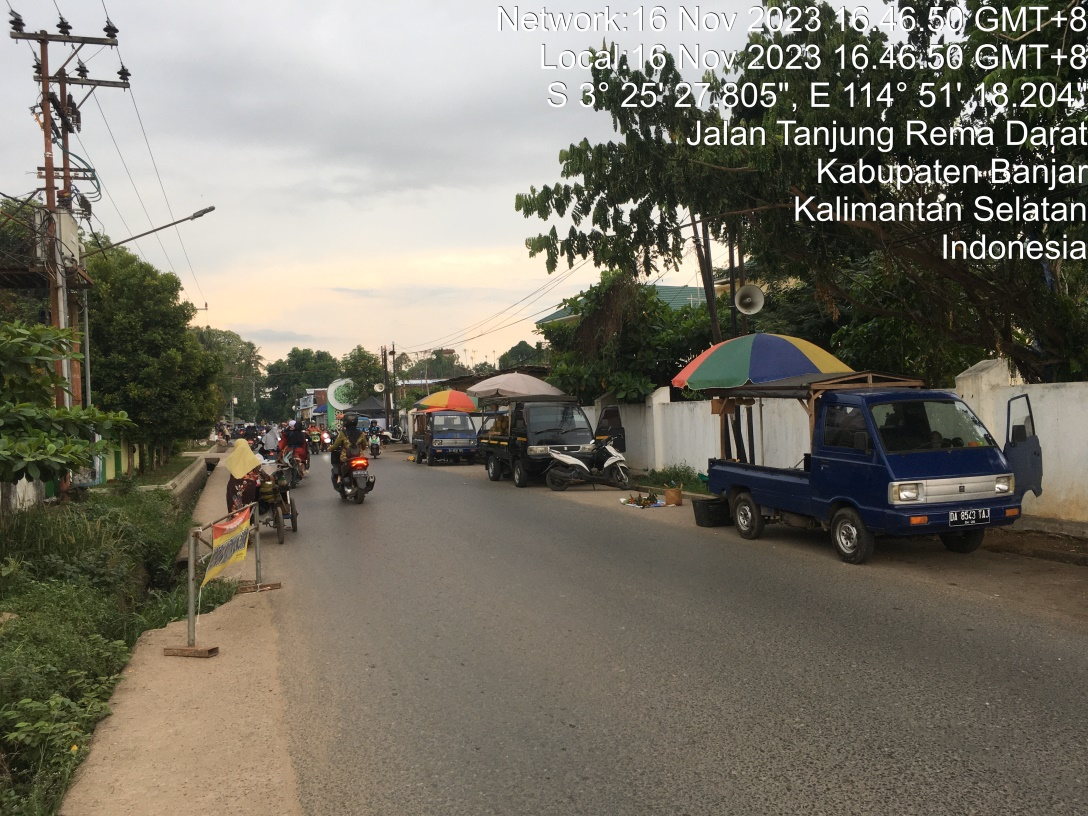 Network:16 Nov 2023 16.46.50 GMT+8
Local:16 Nov 2023 16.46.50 GMT+8
S 3° 25' 27.805", E 114° 51' 18.204"
Jalan Tanjung Rema Darat
Kabupaten Banjar
Kalimantan Selatan
Indonesia
DA 8543 TAJ